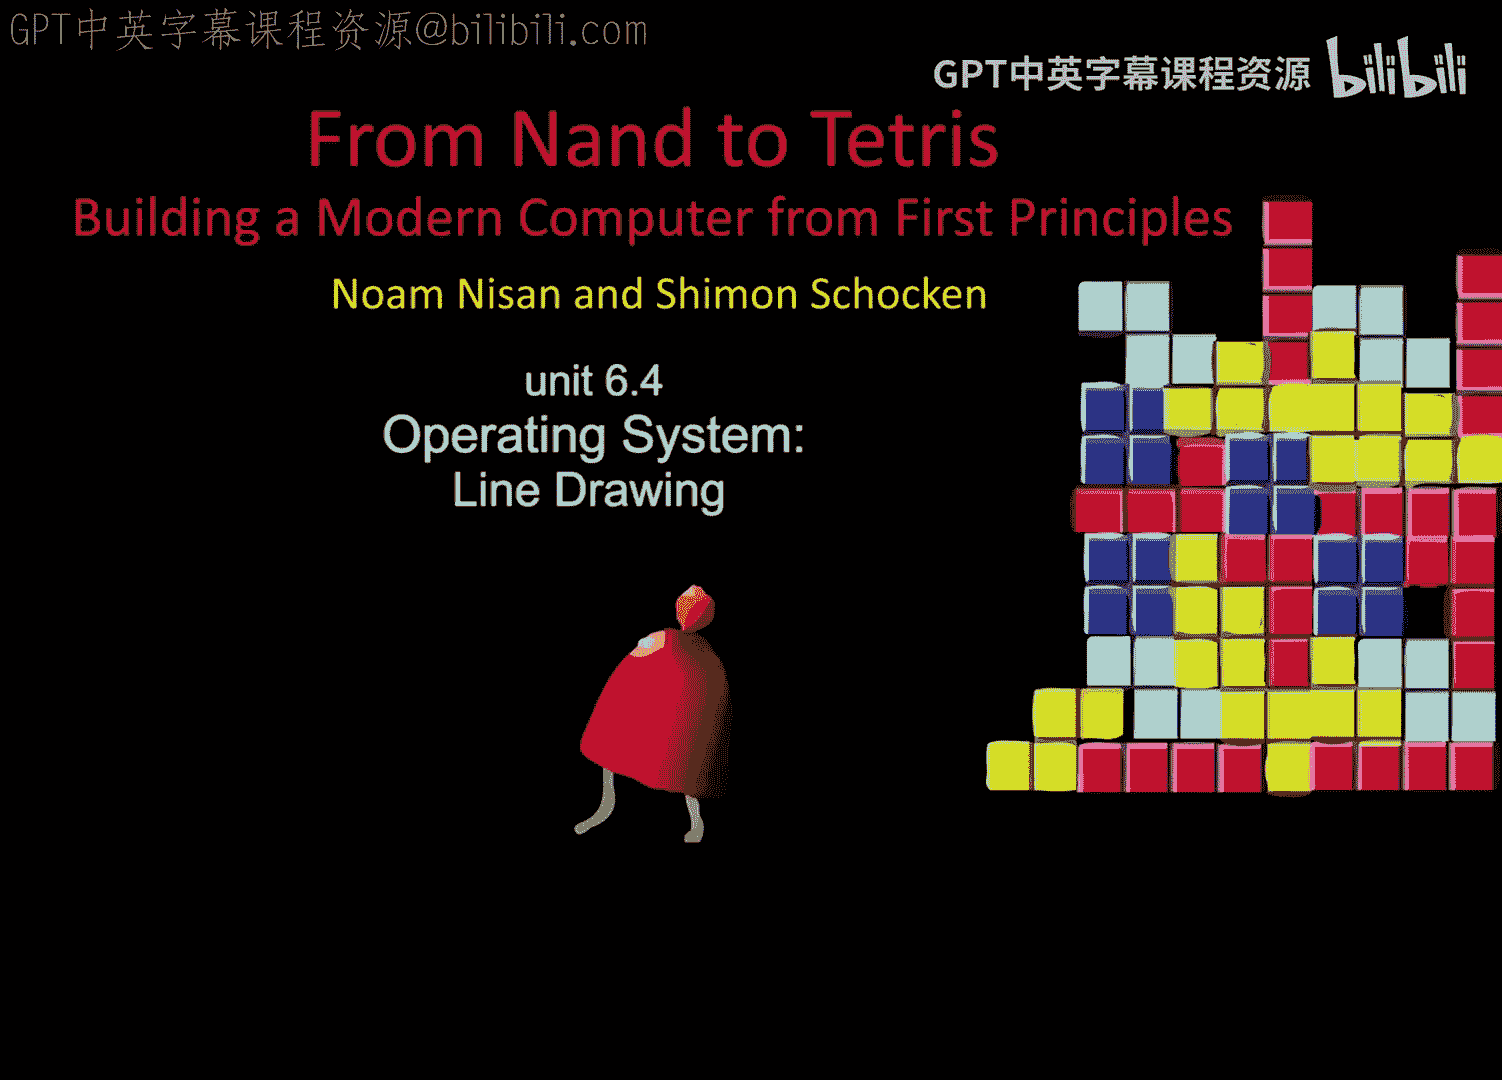 GPT中英字幕课程资源@bilibili.com
GPT中英字幕课程资源 bilibili
From Nand to Tetris
Building a Modern Computer from First Principles
Noam Nisan and Shimon Schocken
unit 6.4
Operating System:
Line Drawing